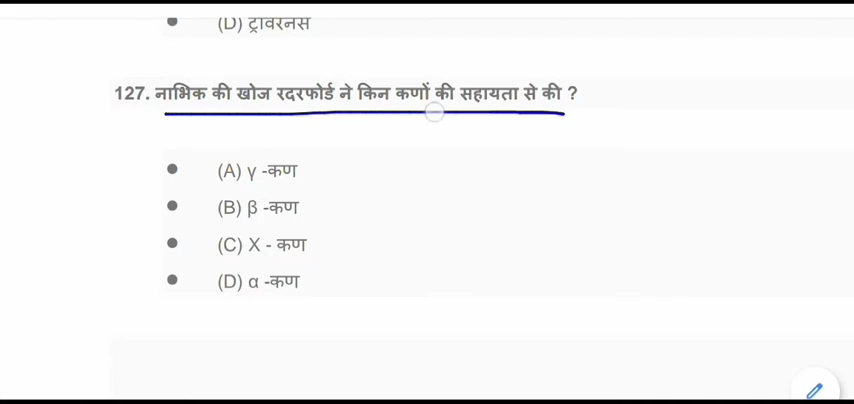 (D) ट्रावरनस
127. नाभिक की खोज रदरफोर्ड ने किन कणों की सहायता से की ?
(A) γ -कण
(B) β -कण
(C) X - कण
(D) α -कण